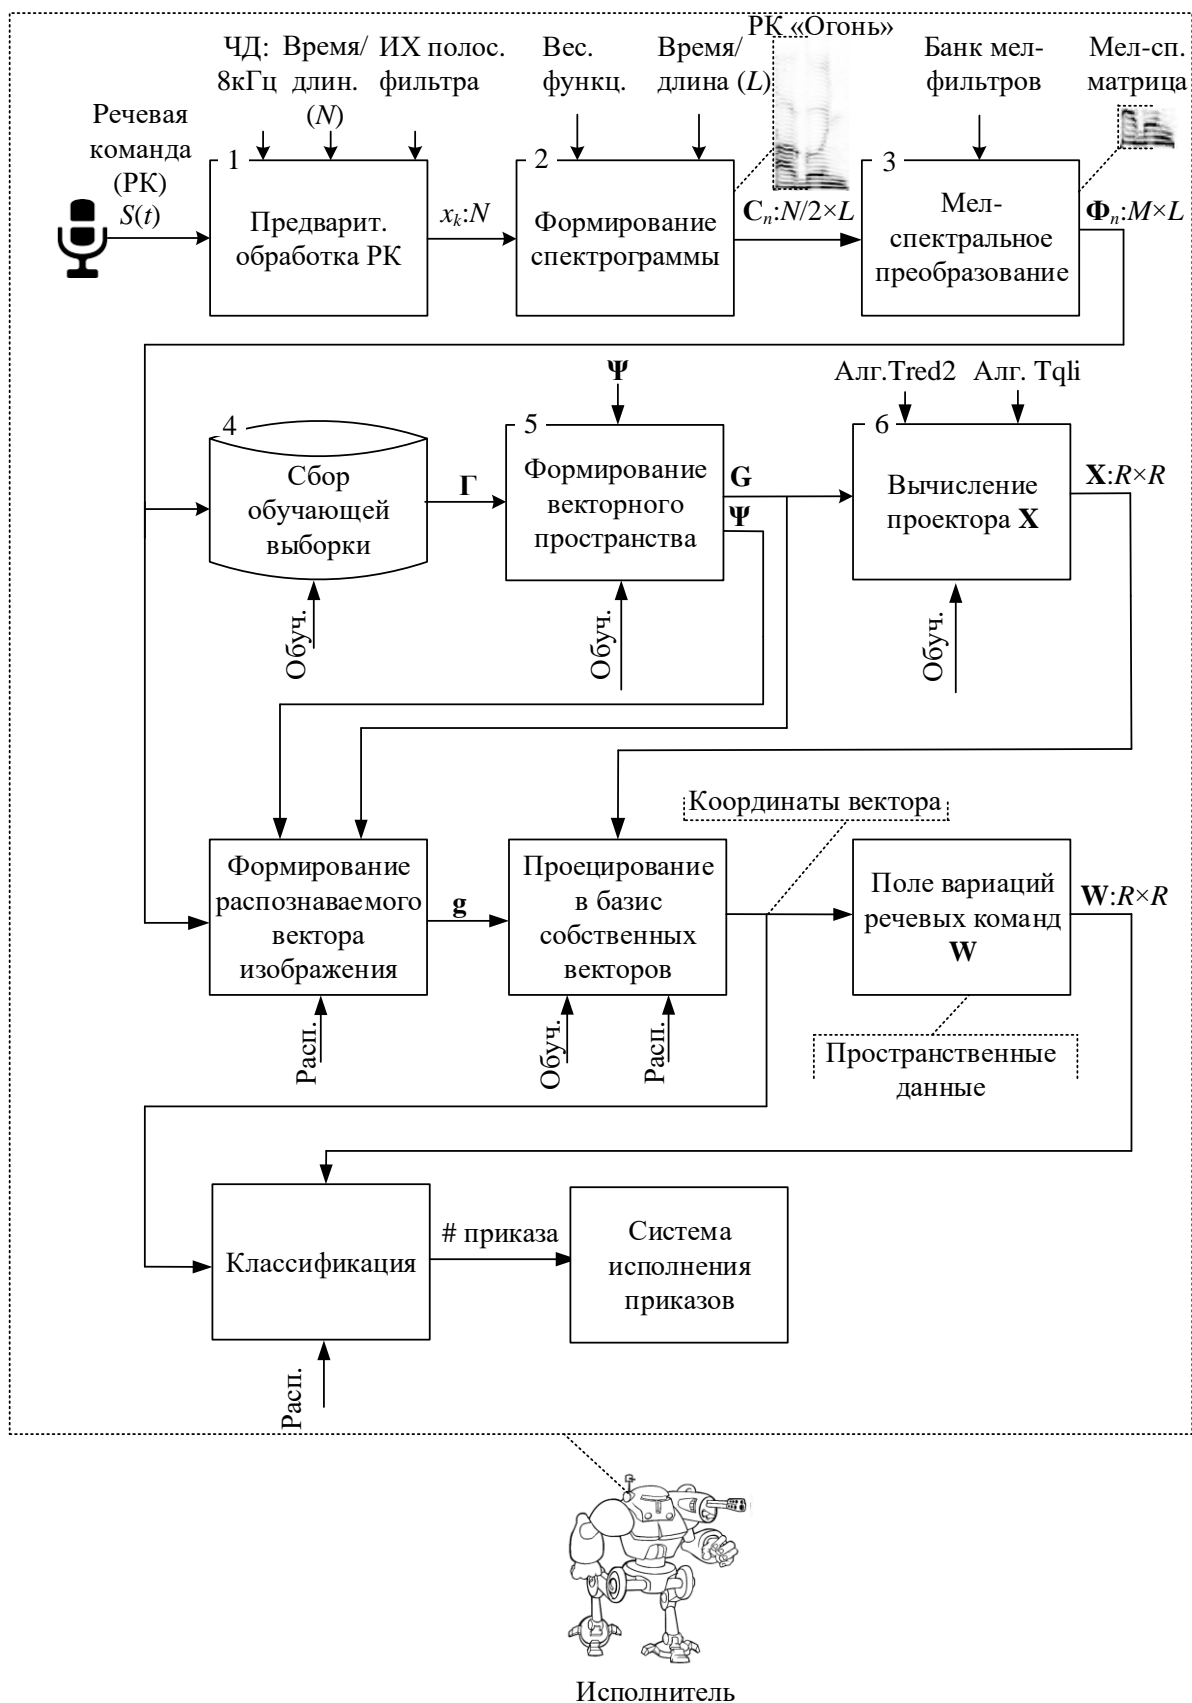 РК «Огонь»
ЧД:
8кГц
Время/
длин.
(N)
ИХ полос.
фильтра
Вес.
функц.
Время/
длина (L)
Банк мел-
фильтров
Мел-сп.
матрица
Речевая
команда
(РК)
S(t)
1
Предварит.
обработка РК
xₖ:N
2
Формирование
спектрограммы
Cₙ:N/2×L
3
Мел-
спектральное
преобразование
Φₙ:M×L
Ψ
Алг.Tred2
Алг. Tqli
4
Сбор
обучающей
выборки
Γ
5
Формирование
векторного
пространства
G
Ψ
6
Вычисление
проектора X
X:R×R
Обуч.
Обуч.
Обуч.
Координаты вектора
Формирование
распознаваемого
вектора
изображения
g
Проецирование
в базис
собственных
векторов
Поле вариаций
речевых команд
W
W:R×R
Расп.
Обуч.
Расп.
Пространственные
данные
Классификация
# приказа
Система
исполнения
приказов
Расп.
Исполнитель